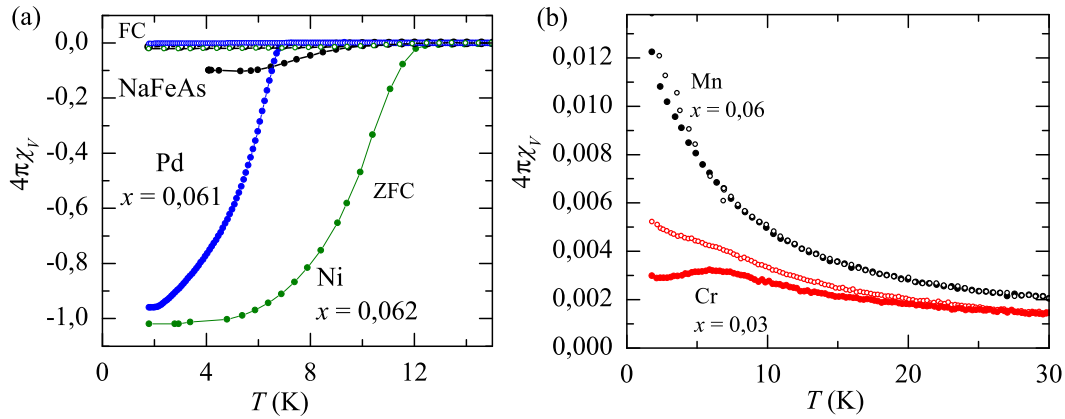 (a)
FC
0,0
NaFeAs
-0,2
Pd
x = 0,061
-0,4
ZFC
-0,6
-0,8
Ni
x = 0,062
-1,0
4πχV
0
4
8
12
T (K)
(b)
0,012
Mn
x = 0,06
0,010
0,008
0,006
0,004
0,002
Cr
x = 0,03
0,000
4πχV
0
10
20
30
T (K)